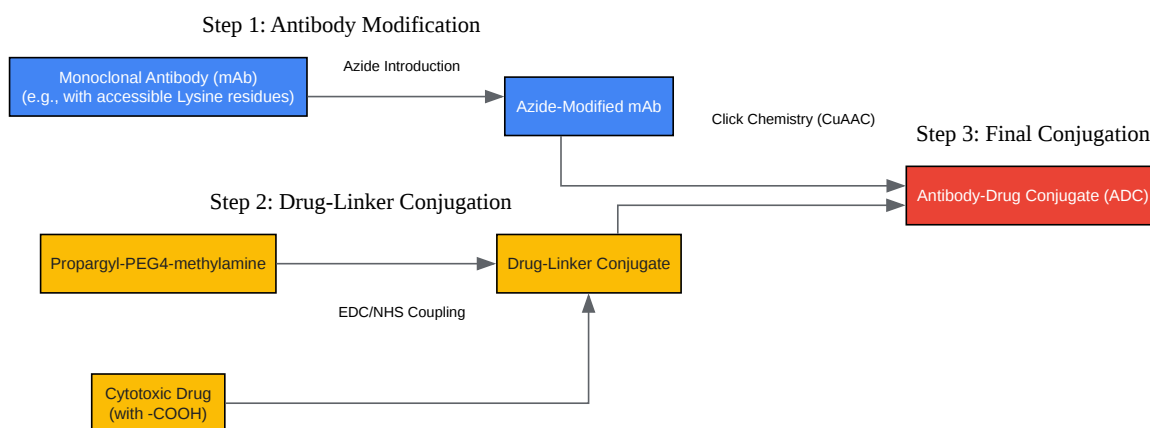 Step 1: Antibody Modification
Monoclonal Antibody (mAb)
(e.g., with accessible Lysine residues)
Azide Introduction
Azide-Modified mAb
Click Chemistry (CuAAC)
Step 3: Final Conjugation
Antibody-Drug Conjugate (ADC)
Step 2: Drug-Linker Conjugation
Propargyl-PEG4-methylamine
Drug-Linker Conjugate
EDC/NHS Coupling
Cytotoxic Drug
(with -COOH)